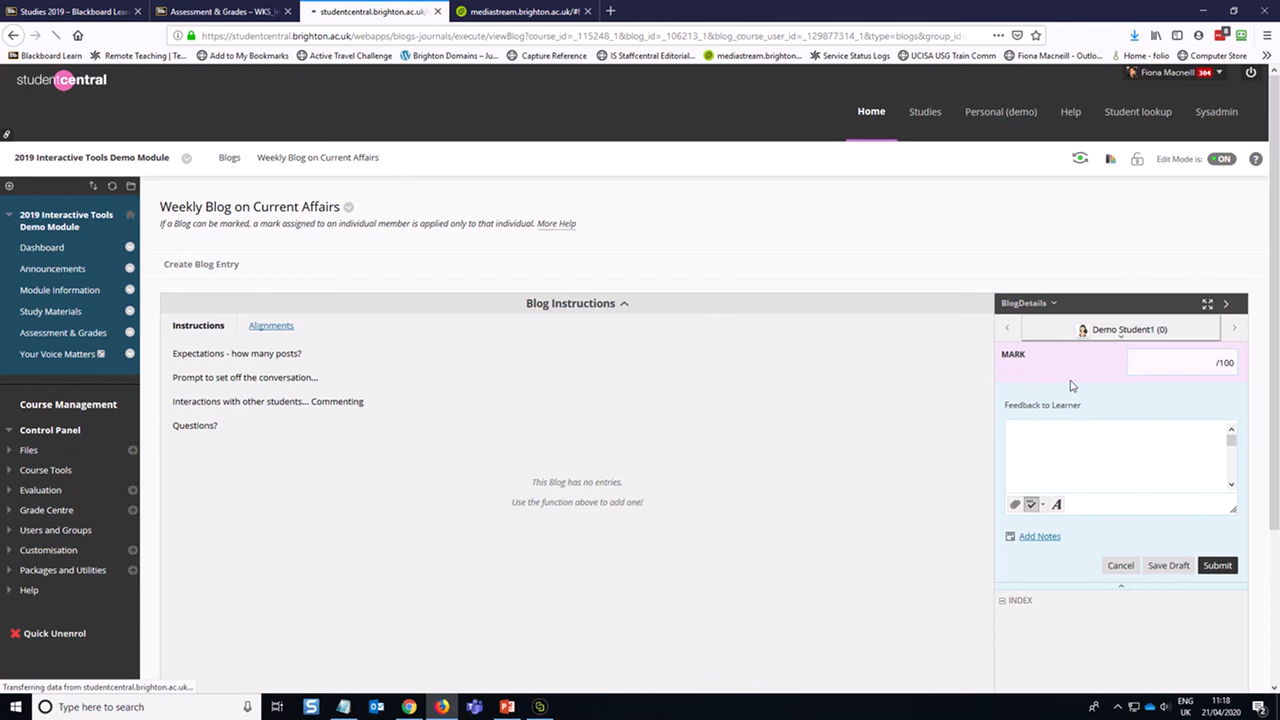 Studies 2019 – Blackboard Lea
Assessment & Grades – WKS_I
studentcentral.brighton.ac.uk/
mediastream.brighton.ac.uk/#!
https://studentcentral.brighton.ac.uk/webapps/blogs-journals/execute/viewBlog?course_id=_115248_1&blog_id=_106213_1&blog_course_user_id=_129877314_1&type=blogs&group_id=
Blackboard Learn
Remote Teaching | Te...
Add to My Bookmarks
Active Travel Challenge
Brighton Domains – Ju...
Capture Reference
IS Staffcentral Editorial...
mediastream.brighton...
Service Status Logs
UCISA USG Train Comm
Fiona Macneill – Outlo...
Home - folio
Computer Store
studentcentral
Fiona Macneill 304
Home
Studies
Personal (demo)
Help
Student lookup
Sysadmin
2019 Interactive Tools Demo Module
Blogs
Weekly Blog on Current Affairs
Edit Mode is: ON
2019 Interactive Tools
Demo Module
Dashboard
Announcements
Module Information
Study Materials
Assessment & Grades
Your Voice Matters
Course Management
Control Panel
Files
Course Tools
Evaluation
Grade Centre
Users and Groups
Customisation
Packages and Utilities
Help
Quick Unenrol
Weekly Blog on Current Affairs
If a Blog can be marked, a mark assigned to an individual member is applied only to that individual. More Help
Create Blog Entry
Blog Instructions
Instructions
Alignments
Expectations - how many posts?
Prompt to set off the conversation...
Interactions with other students... Commenting
Questions?
This Blog has no entries.
Use the function above to add one!
BlogDetails
Demo Student1 (0)
MARK
/100
Feedback to Learner
Add Notes
Cancel
Save Draft
Submit
INDEX
Transferring data from studentcentral.brighton.ac.uk...
Type here to search
ENG
UK
11:18
21/04/2020
2